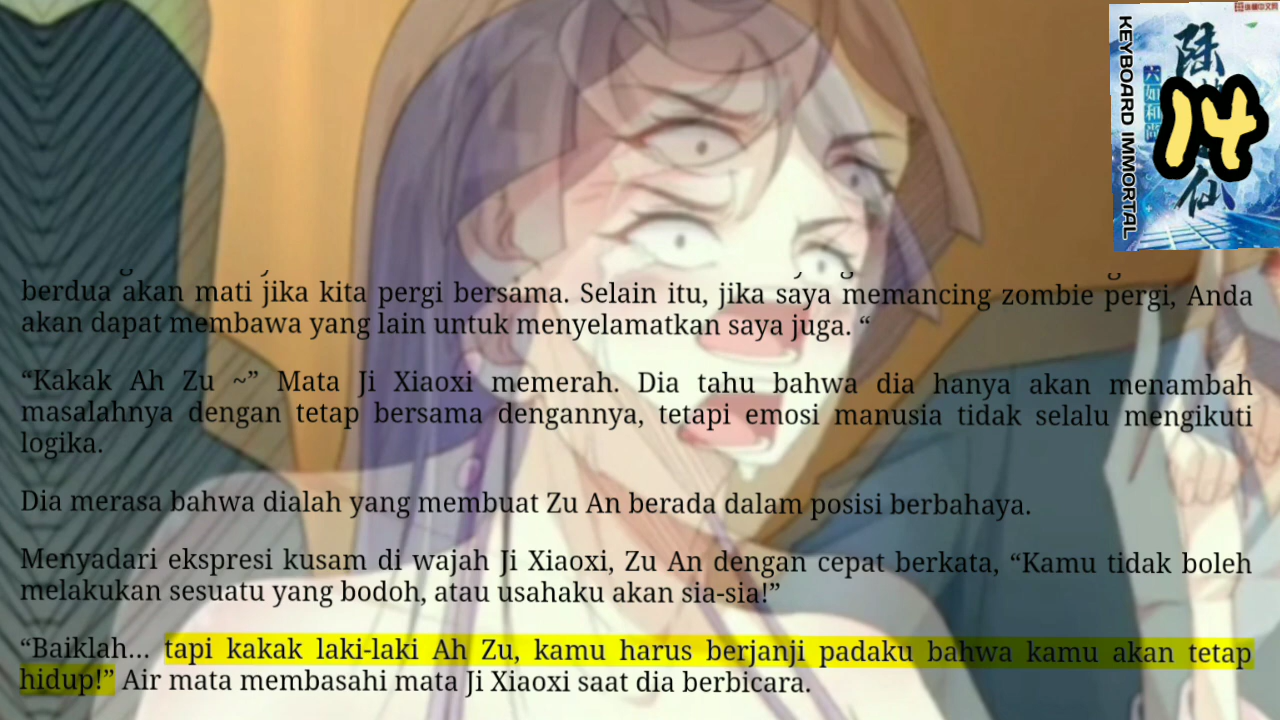 KEYBOARD IMMORTAL
陆
六如和尚
14
仙
berdua akan mati jika kita pergi bersama. Selain itu, jika saya memancing zombie pergi, Anda
akan dapat membawa yang lain untuk menyelamatkan saya juga. “
“Kakak Ah Zu ~” Mata Ji Xiaoxi memerah. Dia tahu bahwa dia hanya akan menambah
masalahnya dengan tetap bersama dengannya, tetapi emosi manusia tidak selalu mengikuti
logika.
Dia merasa bahwa dialah yang membuat Zu An berada dalam posisi berbahaya.
Menyadari ekspresi kusam di wajah Ji Xiaoxi, Zu An dengan cepat berkata, “Kamu tidak boleh
melakukan sesuatu yang bodoh, atau usahaku akan sia-sia!”
“Baiklah… tapi kakak laki-laki Ah Zu, kamu harus berjanji padaku bahwa kamu akan tetap
hidup!” Air mata membasahi mata Ji Xiaoxi saat dia berbicara.